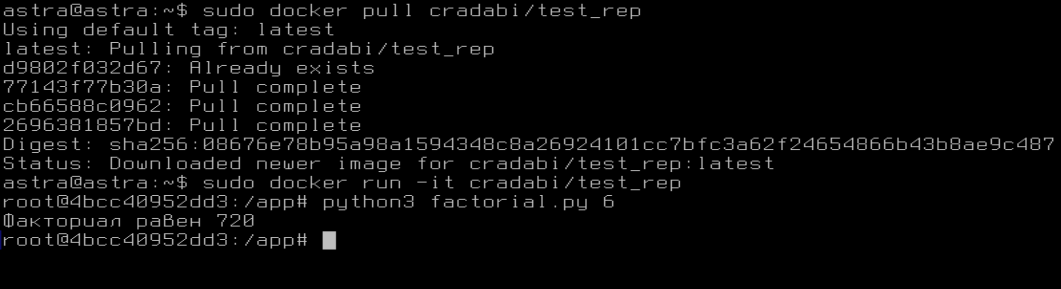 astra@astra:~$ sudo docker pull cradabi/test_rep
Using default tag: latest
latest: Pulling from cradabi/test_rep
d9802f032d67: Already exists
77143f77b30a: Pull complete
cb66588c0962: Pull complete
2696381857bd: Pull complete
Digest: sha256:08676e78b95a98a1594348c8a26924101cc7bfc3a62f24654866b43b8ae9c487
Status: Downloaded newer image for cradabi/test_rep:latest
astra@astra:~$ sudo docker run -it cradabi/test_rep
root@4bcc40952dd3:/app# python3 factorial.py 6
Факториал равен 720
root@4bcc40952dd3:/app#